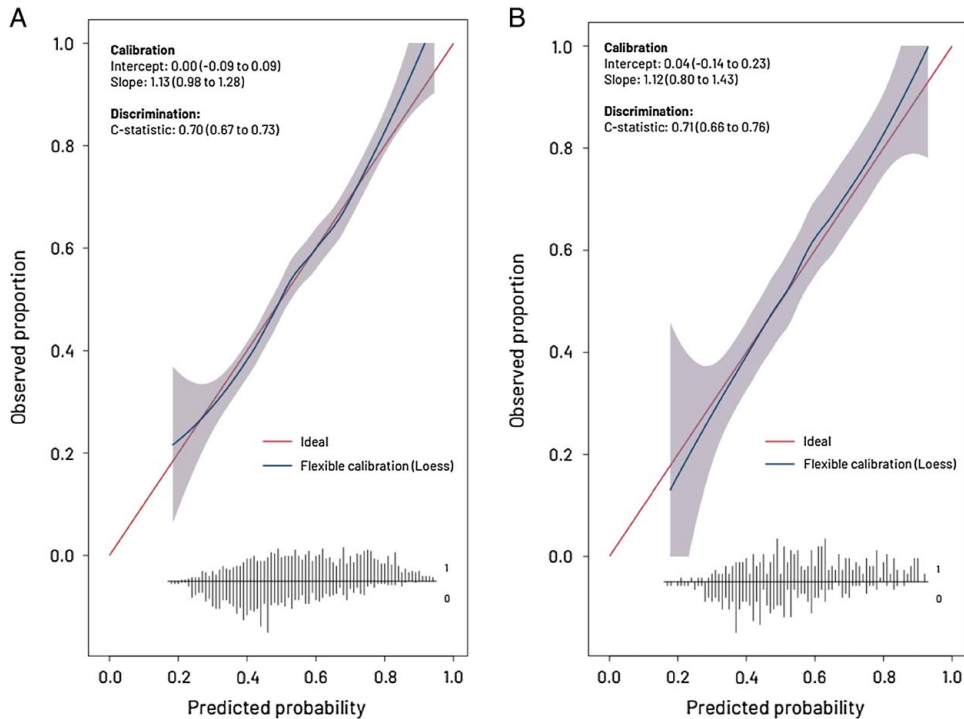 A
Calibration
Intercept: 0.00 (-0.09 to 0.09)
Slope: 1.13 (0.98 to 1.28)
Discrimination:
C-statistic: 0.70 (0.67 to 0.73)
1.0
0.8
0.6
0.4
0.2
0.0
Observed proportion
Ideal
Flexible calibration (Loess)
1
0
0.0 0.2 0.4 0.6 0.8 1.0
Predicted probability
B
Calibration
Intercept: 0.04 (-0.14 to 0.23)
Slope: 1.12 (0.80 to 1.43)
Discrimination:
C-statistic: 0.71 (0.66 to 0.76)
1.0
0.8
0.6
0.4
0.2
0.0
Observed proportion
Ideal
Flexible calibration (Loess)
1
0
0.0 0.2 0.4 0.6 0.8 1.0
Predicted probability